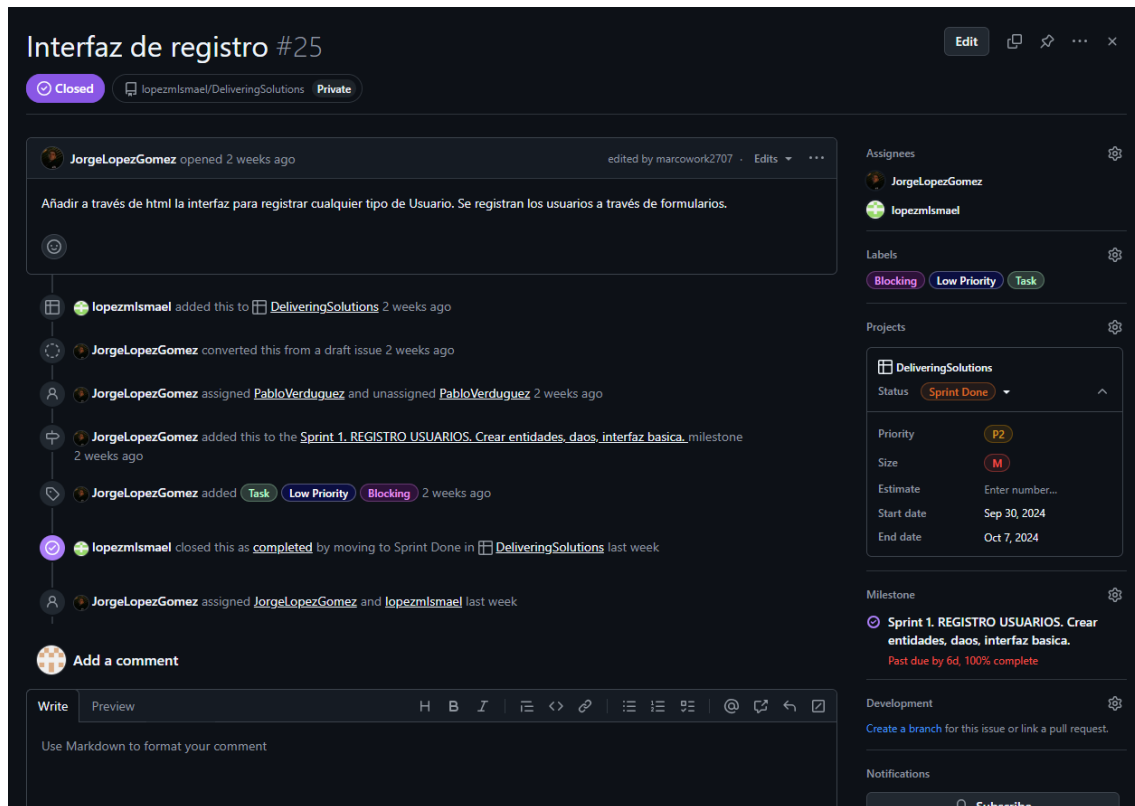 Interfaz de registro #25
Edit
Closed
lopezmIsmael/DeliveringSolutions Private
JorgeLopezGomez opened 2 weeks ago
edited by marcowork2707 · Edits
Añadir a través de html la interfaz para registrar cualquier tipo de Usuario. Se registran los usuarios a través de formularios.
lopezmIsmael added this to DeliveringSolutions 2 weeks ago
JorgeLopezGomez converted this from a draft issue 2 weeks ago
JorgeLopezGomez assigned PabloVerduguez and unassigned PabloVerduguez 2 weeks ago
JorgeLopezGomez added this to the Sprint 1. REGISTRO USUARIOS. Crear entidades, daos, interfaz basica. milestone
2 weeks ago
JorgeLopezGomez added Task Low Priority Blocking 2 weeks ago
lopezmIsmael closed this as completed by moving to Sprint Done in DeliveringSolutions last week
JorgeLopezGomez assigned JorgeLopezGomez and lopezmIsmael last week
Add a comment
Write Preview
Use Markdown to format your comment
Assignees
JorgeLopezGomez
lopezmIsmael
Labels
Blocking Low Priority Task
Projects
DeliveringSolutions
Status Sprint Done
Priority P2
Size M
Estimate Enter number...
Start date Sep 30, 2024
End date Oct 7, 2024
Milestone
Sprint 1. REGISTRO USUARIOS. Crear
entidades, daos, interfaz basica.
Past due by 6d, 100% complete
Development
Create a branch for this issue or link a pull request.
Notifications
Subscribe